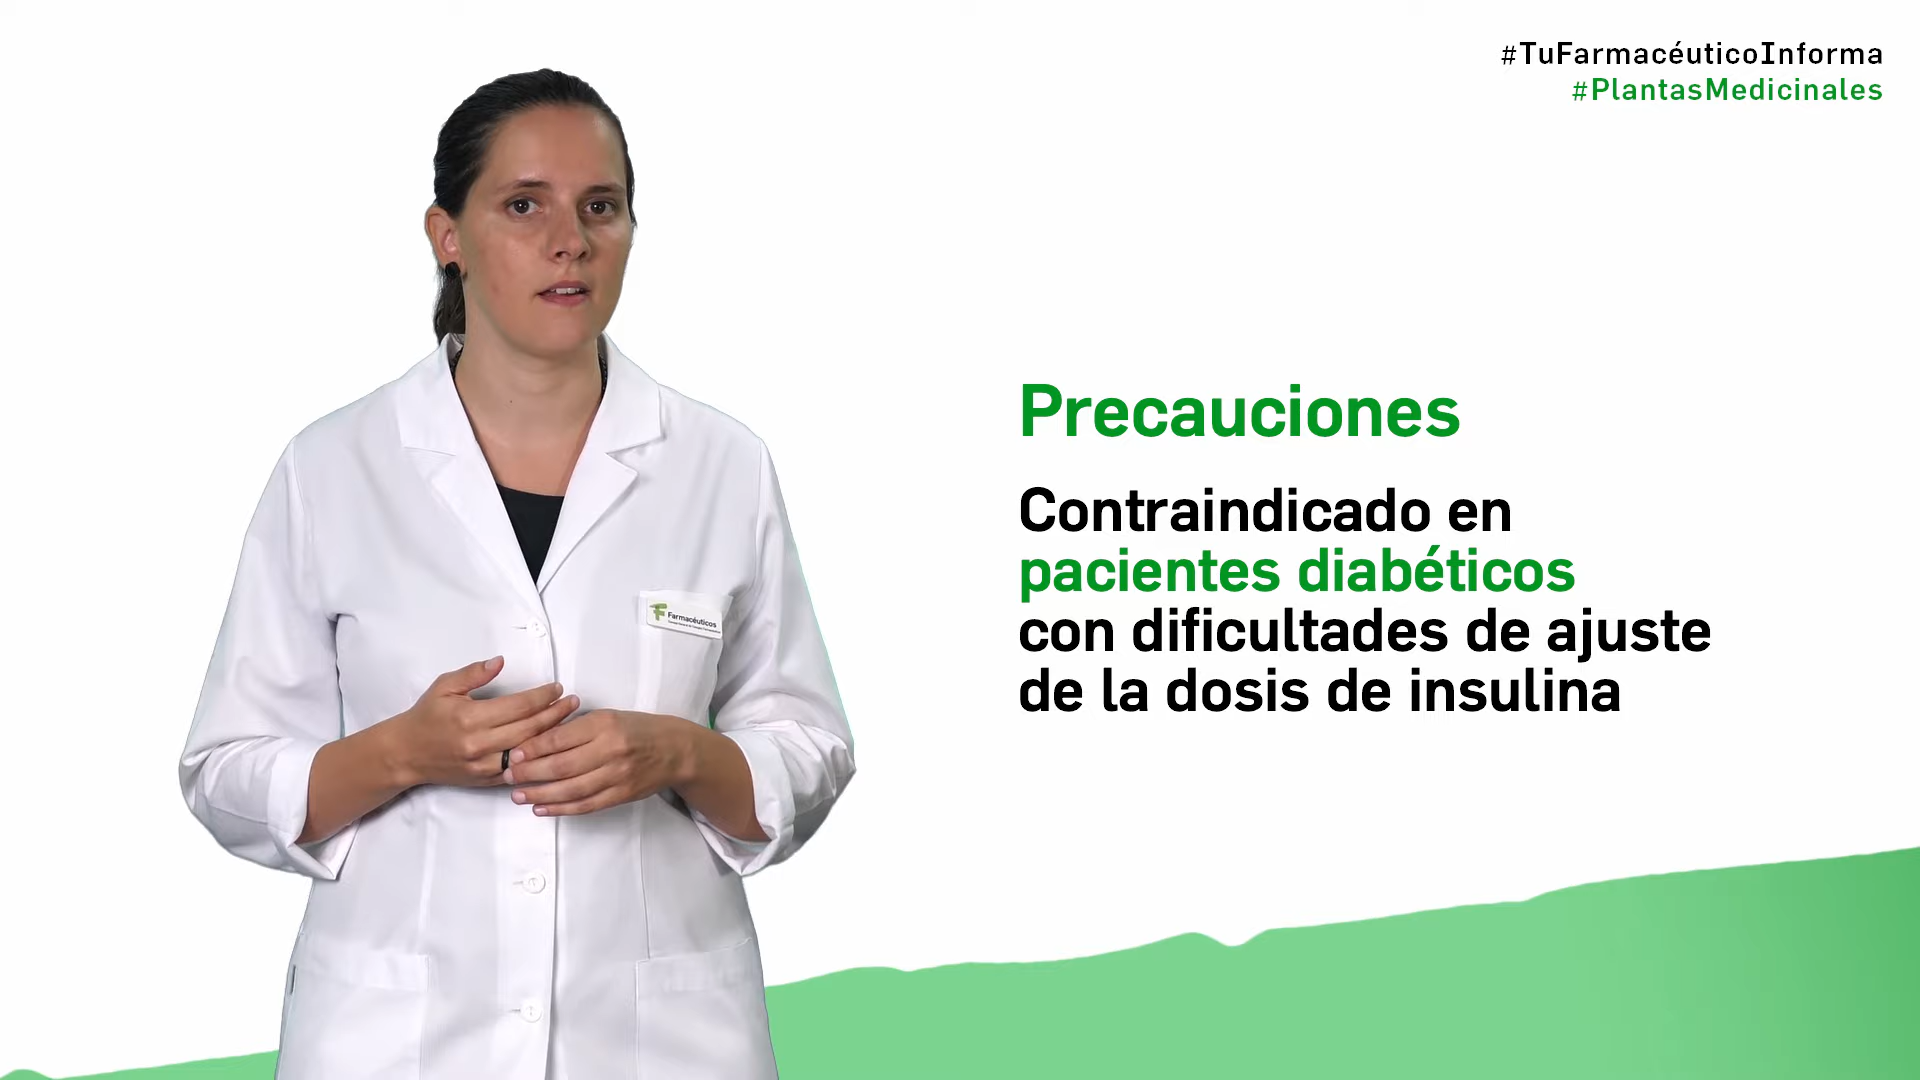 #TuFarmacéuticoInforma
#PlantasMedicinales
Precauciones
Contraindicado en
pacientes diabéticos
con dificultades de ajuste
de la dosis de insulina
Farmacéuticos